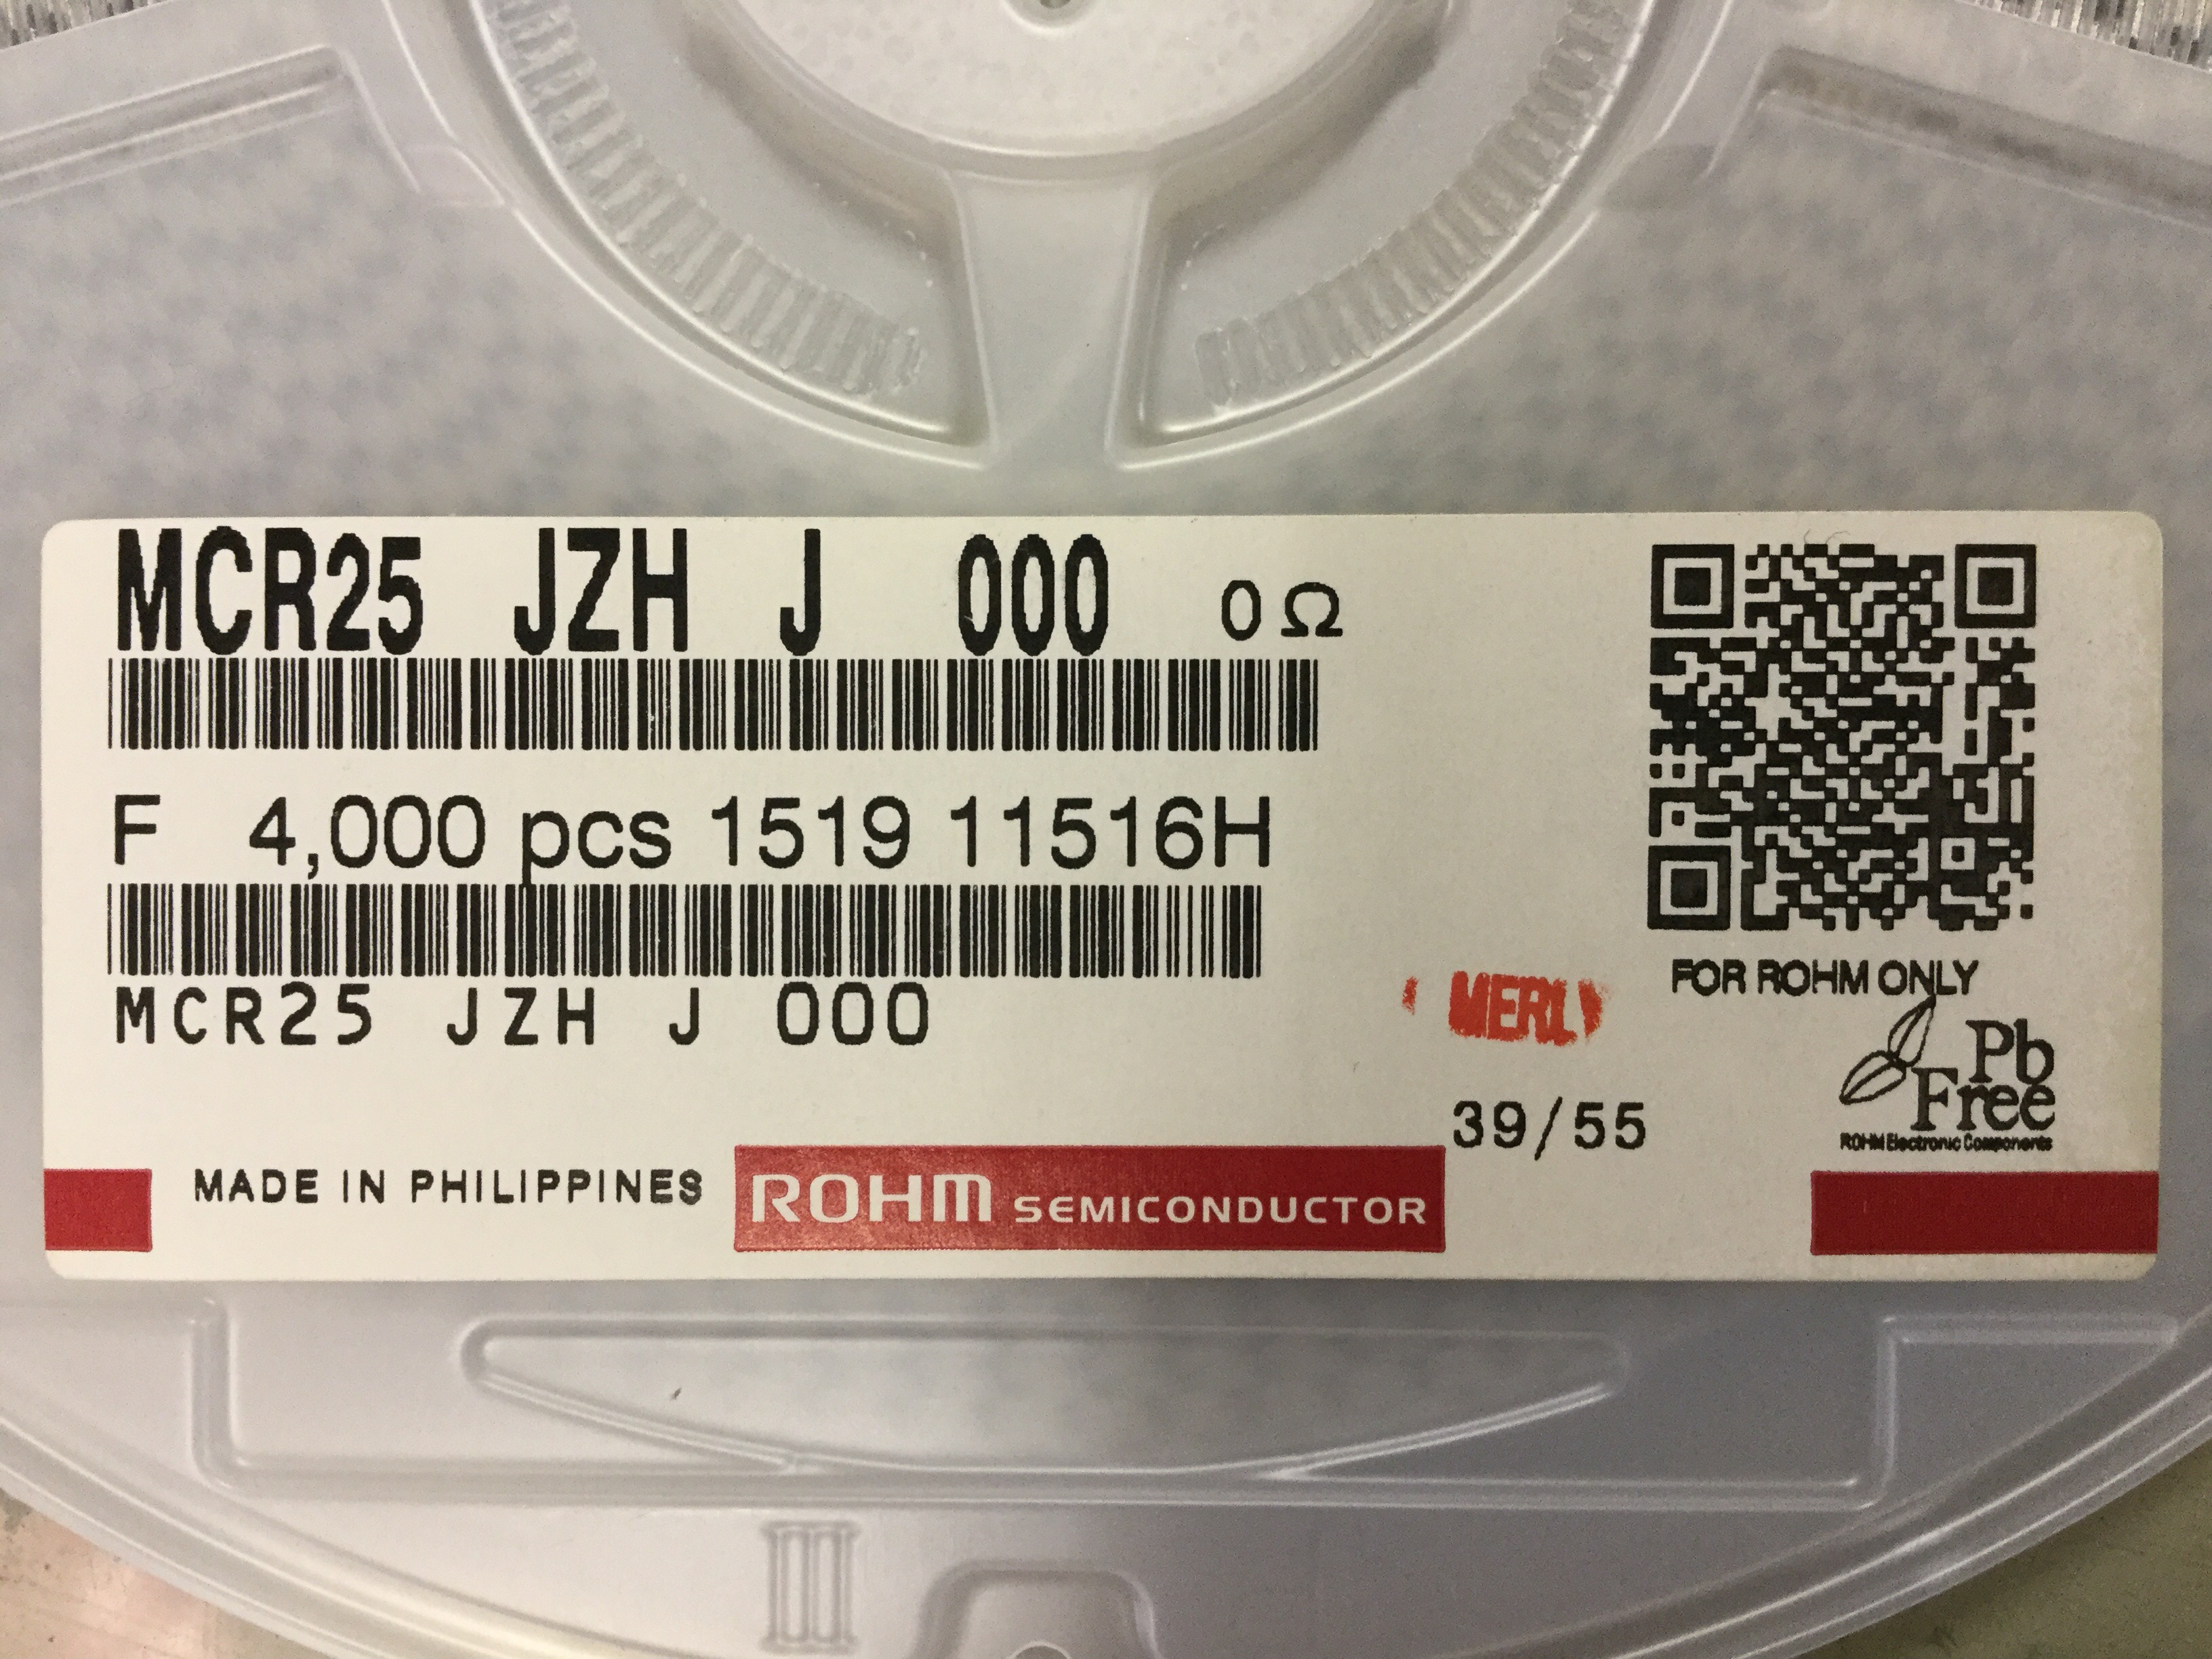 MCR25 JZH J 000 0Ω
F 4,000 pcs 1519 11516H
MCR25 JZH J 000
FOR ROHM ONLY
MERL
Pb
Free
ROHM Electronic Components
39/55
MADE IN PHILIPPINES
ROHM SEMICONDUCTOR